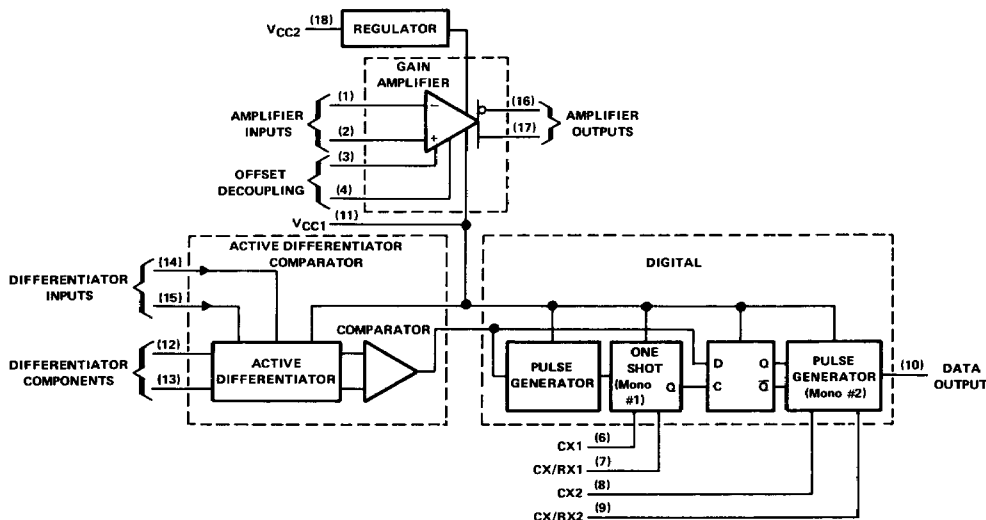 (18)
VCC2
REGULATOR
GAIN
AMPLIFIER
(1)
(2)
AMPLIFIER
INPUTS
−
+
(16)
(17)
AMPLIFIER
OUTPUTS
(3)
(4)
OFFSET
DECOUPLING
VCC1
(11)
ACTIVE DIFFERENTIATOR
COMPARATOR
DIGITAL
DIFFERENTIATOR
INPUTS
(14)
(15)
COMPARATOR
DIFFERENTIATOR
COMPONENTS
(12)
(13)
ACTIVE
DIFFERENTIATOR
PULSE
GENERATOR
ONE
SHOT
(Mono
#1)
Q
D
C
Q
Q̅
PULSE
GENERATOR
(Mono #2)
(10)
DATA
OUTPUT
CX1
(6)
CX/RX1
(7)
CX2
(8)
CX/RX2
(9)